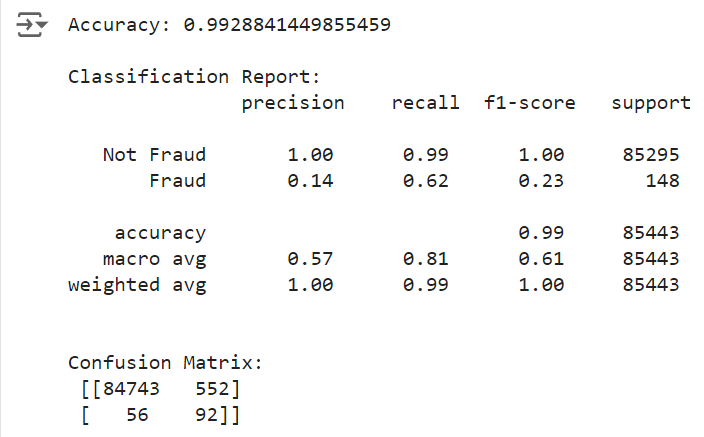 Accuracy: 0.9928841449855459
Classification Report:
precision recall f1-score support
Not Fraud 1.00 0.99 1.00 85295
Fraud 0.14 0.62 0.23 148
accuracy 0.99 85443
macro avg 0.57 0.81 0.61 85443
weighted avg 1.00 0.99 1.00 85443
Confusion Matrix:
[[84743 552]
[ 56 92]]